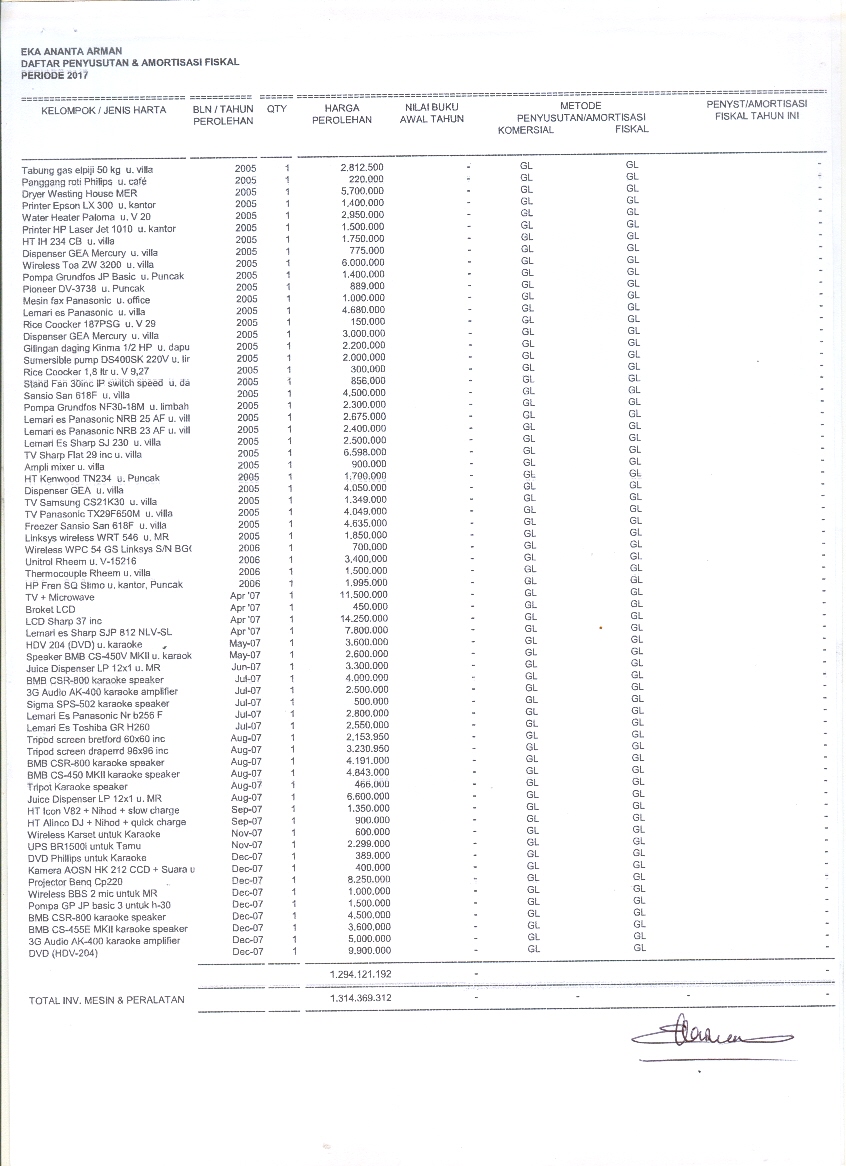 EKA ANANTA ARMAN
DAFTAR PENYUSUTAN & AMORTISASI FISKAL
PERIODE 2017
KELOMPOK / JENIS HARTA BLN / TAHUN PEROLEHAN QTY HARGA PEROLEHAN NILAI BUKU AWAL TAHUN METODE PENYUSUTAN/AMORTISASI KOMERSIAL FISKAL PENYST/AMORTISASI FISKAL TAHUN INI
Tabung gas elpiji 50 kg u. villa 2005 1 2.812.500 - GL GL -
Panggang roti Philips u. café 2005 1 220.000 - GL GL -
Dryer Westing House MER 2005 1 5,700,000 - GL GL -
Printer Epson LX 300 u. kantor 2005 1 1,400.000 - GL GL -
Water Heater Paloma u. V 20 2005 1 2,950.000 - GL GL -
Printer HP Laser Jet 1010 u. kantor 2005 1 1.500.000 - GL GL -
HT IH 234 CB u. villa 2005 1 1.750.000 - GL GL -
Dispenser GEA Mercury u. villa 2005 1 775.000 - GL GL -
Wireless Toa ZW 3200 u. villa 2005 1 6.000.000 - GL GL -
Pompa Grundfos JP Basic u. Puncak 2005 1 1.400.000 - GL GL -
Pioneer DV-3738 u. Puncak 2005 1 889.000 - GL GL -
Mesin fax Panasonic u. office 2005 1 1.000.000 - GL GL -
Lemari es Panasonic u. villa 2005 1 4.680.000 - GL GL -
Rice Coocker 187PSG u. V 29 2005 1 150.000 - GL GL -
Dispenser GEA Mercury u. villa 2005 1 3.000.000 - GL GL -
Gilingan daging Kinma 1/2 HP u. dapu 2005 1 2.200.000 - GL GL -
Sumersible pump DS400SK 220V u. lir 2005 1 2.000.000 - GL GL -
Rice Coocker 1,8 ltr u. V 9,27 2005 1 300,000 - GL GL -
Stand Fan 30inc IP switch speed u. da 2005 1 856,000 - GL GL -
Sansio San 618F u. villa 2005 1 4,500.000 - GL GL -
Pompa Grundfos NF30-18M u. limbah 2005 1 2.300.000 - GL GL -
Lemari es Panasonic NRB 25 AF u. vill 2005 1 2.675.000 - GL GL -
Lemari es Panasonic NRB 23 AF u. vill 2005 1 2.400.000 - GL GL -
Lemari Es Sharp SJ 230 u. villa 2005 1 2.500.000 - GL GL -
TV Sharp Flat 29 inc u. villa 2005 1 6.598.000 - GL GL -
Ampli mixer u. villa 2005 1 900.000 - GL GL -
HT Kenwood TN234 u. Puncak 2005 1 1,700.000 - GL GL -
Dispenser GEA u. villa 2005 1 4.050.000 - GL GL -
TV Samsung CS21K30 u. villa 2005 1 1.349.000 - GL GL -
TV Panasonic TX29F650M u. villa 2005 1 4.049.000 - GL GL -
Freezer Sansio San 618F u. villa 2005 1 4.635.000 - GL GL -
Linksys wireless WRT 546 u. MR 2005 1 1,850.000 - GL GL -
Wireless WPC 54 GS Linksys S/N BG( 2006 1 700,000 - GL GL -
Unitrol Rheem u. V-15216 2006 1 3,400,000 - GL GL -
Thermocouple Rheem u. villa 2006 1 1.500.000 - GL GL -
HP Fren SQ Slimo u. kantor, Puncak 2006 1 1.995.000 - GL GL -
TV + Microwave Apr '07 1 11.500.000 - GL GL -
Broket LCD Apr '07 1 450.000 - GL GL -
LCD Sharp 37 inc Apr '07 1 14.250.000 - GL GL -
Lemari es Sharp SJP 812 NLV-SL Apr '07 1 7.800.000 - GL GL -
HDV 204 (DVD) u. karaoke May-07 1 3,600.000 - GL GL -
Speaker BMB CS-450V MKII u. karaok May-07 1 2.600.000 - GL GL -
Juice Dispenser LP 12x1 u. MR Jun-07 1 3.300.000 - GL GL -
BMB CSR-800 karaoke speaker Jul-07 1 4.000.000 - GL GL -
3G Audio AK-400 karaoke amplifier Jul-07 1 2.500.000 - GL GL -
Sigma SPS-502 karaoke speaker Jul-07 1 500.000 - GL GL -
Lemari Es Panasonic Nr b256 F Jul-07 1 2,800.000 - GL GL -
Lemari Es Toshiba GR H260 Jul-07 1 2,550,000 - GL GL -
Tripod screen bretford 60x60 inc Aug-07 1 2,153.950 - GL GL -
Tripod screen draperrd 96x96 inc Aug-07 1 3.230.950 - GL GL -
BMB CSR-600 karaoke speaker Aug-07 1 4.191.000 - GL GL -
BMB CS-450 MKII karaoke speaker Aug-07 1 4.843.000 - GL GL -
Tripot Karaoke speaker Aug-07 1 466,000 - GL GL -
Juice Dispenser LP 12x1 u. MR Aug-07 1 6.600.000 - GL GL -
HT Icon V82 + Nihod + slow charge Sep-07 1 1.350.000 - GL GL -
HT Alinco DJ + Nihod + quick charge Sep-07 1 900.000 - GL GL -
Wireless Karset untuk Karaoke Nov-07 1 600.000 - GL GL -
UPS BR1500i untuk Tamu Nov-07 1 2.299.000 - GL GL -
DVD Phillips untuk Karaoke Dec-07 1 389.000 - GL GL -
Kamera AOSN HK 212 CCD + Suara u Dec-07 1 400.000 - GL GL -
Projector Benq Cp220 Dec-07 1 8.250.000 - GL GL -
Wireless BBS 2 mic untuk MR Dec-07 1 1.000.000 - GL GL -
Pompa GP JP basic 3 untuk h-30 Dec-07 1 1,500.000 - GL GL -
BMB CSR-800 karaoke speaker Dec-07 1 4,500.000 - GL GL -
BMB CS-455E MKII karaoke speaker Dec-07 1 3,600,000 - GL GL -
3G Audio AK-400 karaoke amplifier Dec-07 1 5,000.000 - GL GL -
DVD (HDV-204) Dec-07 1 9.900.000 - GL GL -
1.294.121.192 - -
TOTAL INV. MESIN & PERALATAN 1.314.369.312 - - - -